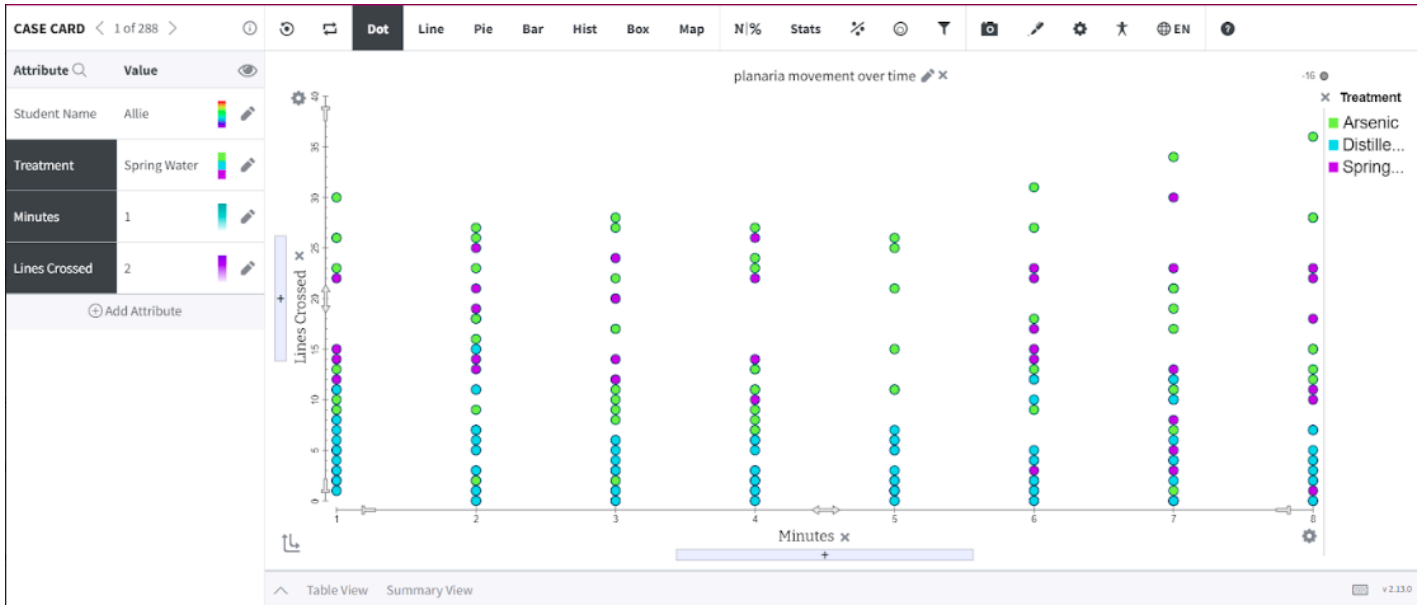 CASE CARD < 1 of 288 >
Dot Line Pie Bar Hist Box Map N|% Stats EN
Attribute Value
Student Name Allie
Treatment Spring Water
Minutes 1
Lines Crossed 2
Add Attribute
planaria movement over time
-16
Treatment
Arsenic
Distille...
Spring...
40
35
30
25
20
15
10
5
0
Lines Crossed
+
1 2 3 4 5 6 7 8
Minutes
+
Table View Summary View
v 2.13.0